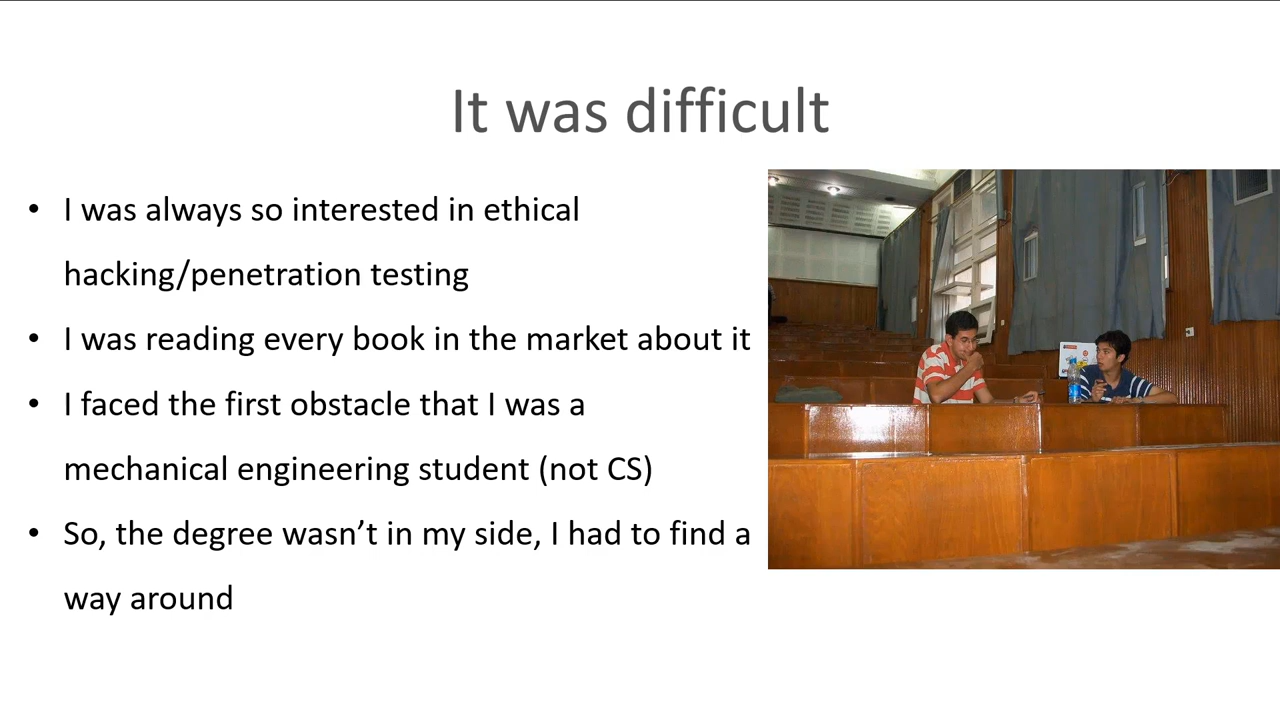 It was difficult
• I was always so interested in ethical
hacking/penetration testing
• I was reading every book in the market about it
• I faced the first obstacle that I was a
mechanical engineering student (not CS)
• So, the degree wasn’t in my side, I had to find a
way around